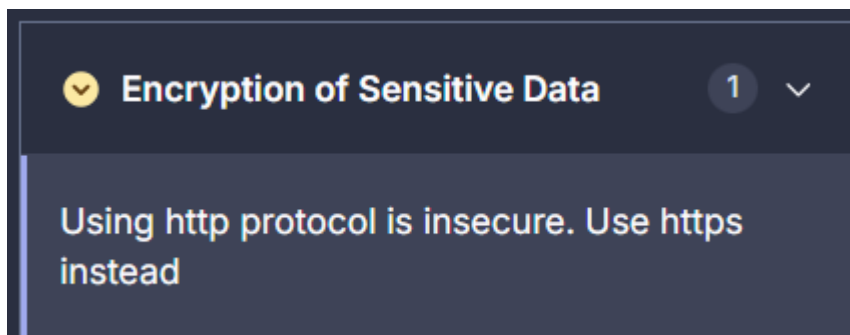 Encryption of Sensitive Data 1
Using http protocol is insecure. Use https
instead